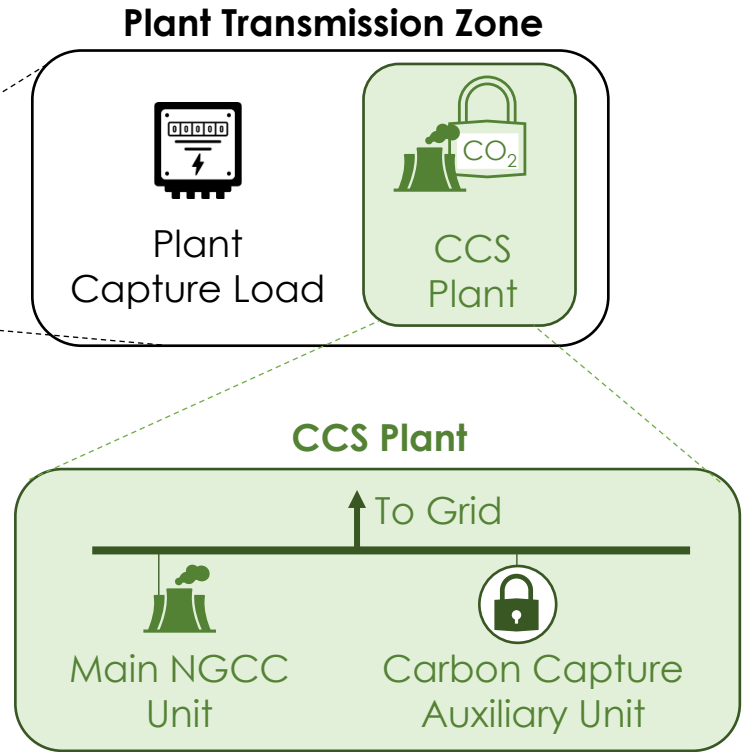 Plant Transmission Zone
00000
CO₂
Plant
Capture Load
CCS
Plant
CCS Plant
To Grid
Main NGCC
Unit
Carbon Capture
Auxiliary Unit